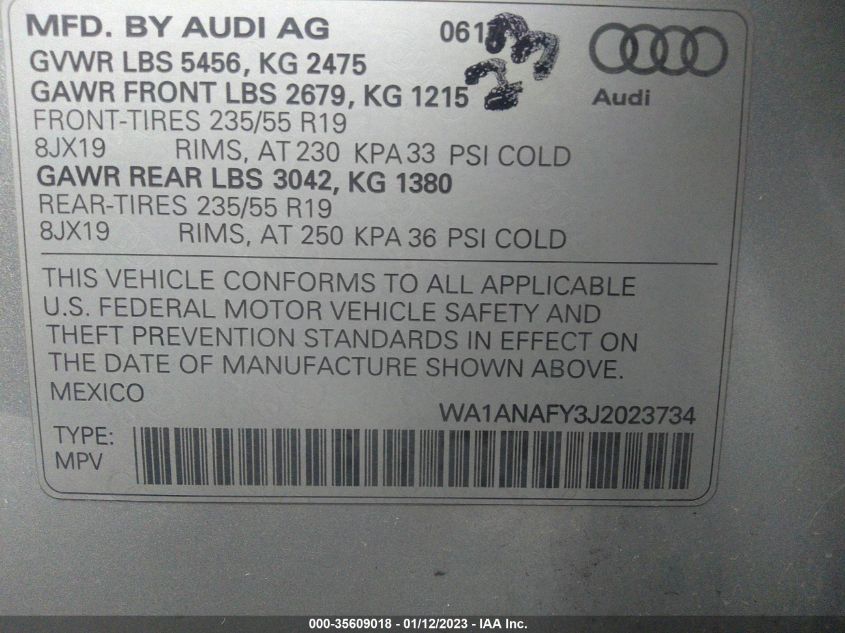 MFD. BY AUDI AG 061
GVWR LBS 5456, KG 2475
GAWR FRONT LBS 2679, KG 1215
Audi
FRONT-TIRES 235/55 R19
8JX19 RIMS, AT 230 KPA 33 PSI COLD
GAWR REAR LBS 3042, KG 1380
REAR-TIRES 235/55 R19
8JX19 RIMS, AT 250 KPA 36 PSI COLD
THIS VEHICLE CONFORMS TO ALL APPLICABLE
U.S. FEDERAL MOTOR VEHICLE SAFETY AND
THEFT PREVENTION STANDARDS IN EFFECT ON
THE DATE OF MANUFACTURE SHOWN ABOVE.
MEXICO
WA1ANAFY3J2023734
TYPE:
MPV
000-35609018 - 01/12/2023 - IAA Inc.